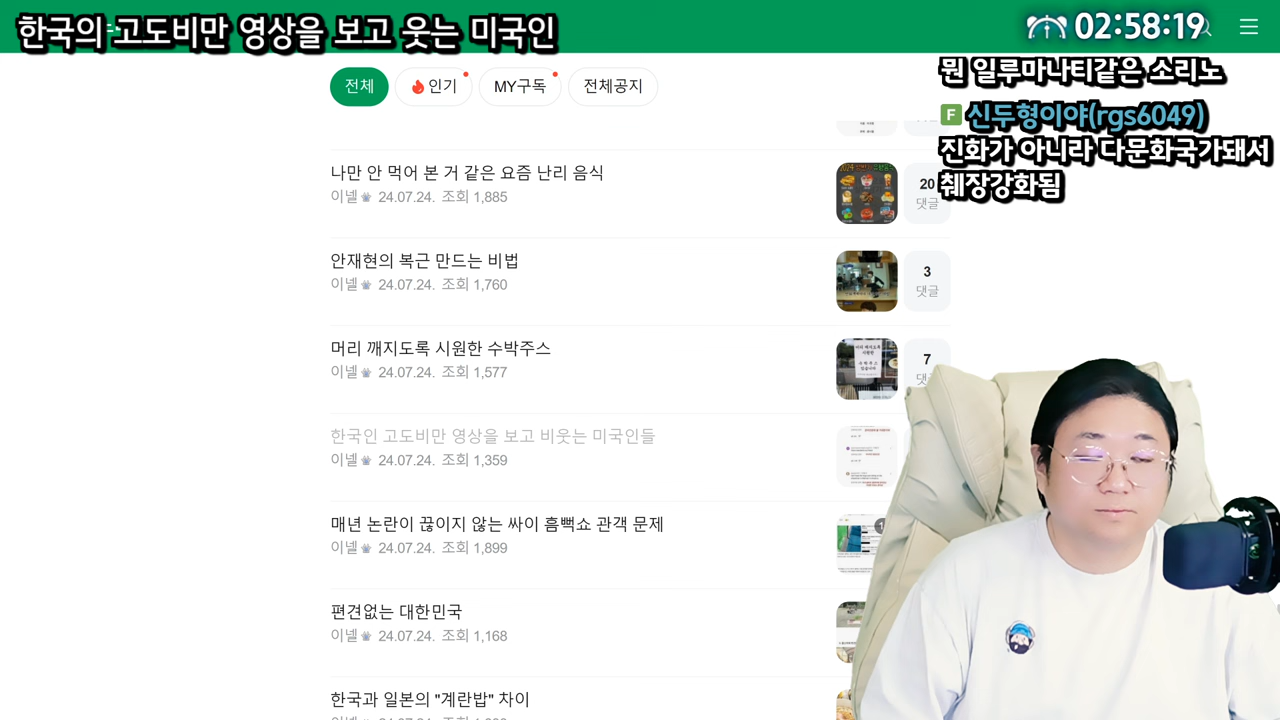 한국의 고도비만 영상을 보고 웃는 미국인
02:58:19
전체
인기
MY구독
전체공지
뭔 일루마나티같은 소리노
F 신두형이야(rgs6049)
진화가 아니라 다문화국가돼서
췌장강화됨
나만 안 먹어 본 거 같은 요즘 난리 음식
이넬 24.07.24. 조회 1,885
20
댓글
안재현의 복근 만드는 비법
이넬 24.07.24. 조회 1,760
3
댓글
머리 깨지도록 시원한 수박주스
이넬 24.07.24. 조회 1,577
7
한국인 고도비만 영상을 보고 비웃는 미국인들
이넬 24.07.24. 조회 1,359
매년 논란이 끊이지 않는 싸이 흠뻑쇼 관객 문제
이넬 24.07.24. 조회 1,899
편견없는 대한민국
이넬 24.07.24. 조회 1,168
한국과 일본의 "계란밥" 차이